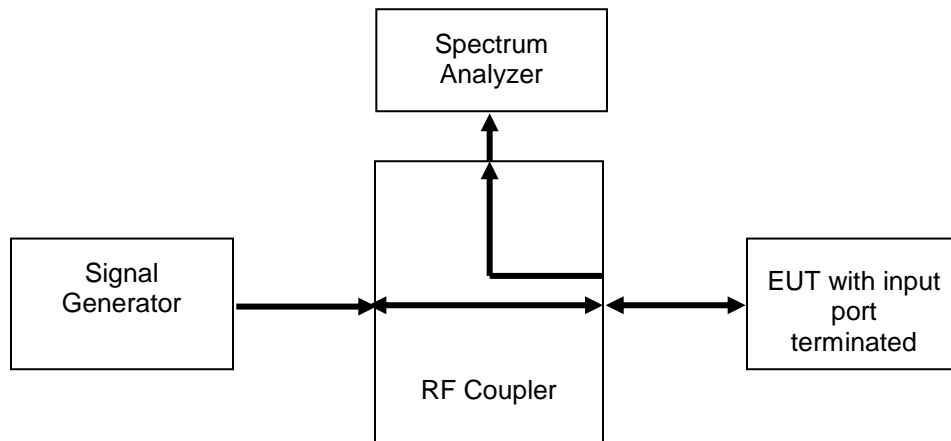 Spectrum
Analyzer
Signal
Generator
EUT with input
port
terminated
RF Coupler